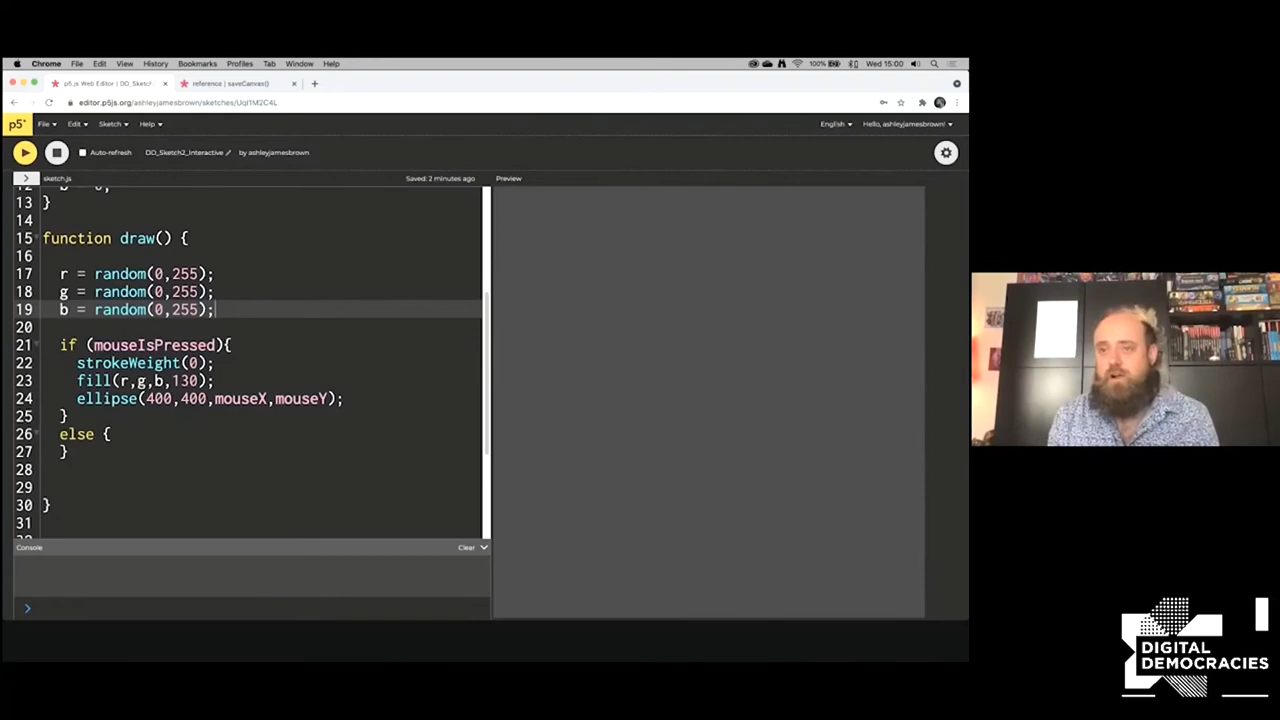 Chrome File Edit View History Bookmarks Profiles Tab Window Help 100% Wed 15:00
p5.js Web Editor | DD_Sketch reference | saveCanvas()
editor.p5js.org/ashleyjamesbrown/sketches/UqI1M2C4L
p5* File Edit Sketch Help English Hello, ashleyjamesbrown!
Auto-refresh DD_Sketch2_Interactive by ashleyjamesbrown
sketch.js Saved: 2 minutes ago Preview
13 }
14
15 function draw() {
16
17 r = random(0,255);
18 g = random(0,255);
19 b = random(0,255);
20
21 if (mouseIsPressed){
22 strokeWeight(0);
23 fill(r,g,b,130);
24 ellipse(400,400,mouseX,mouseY);
25 }
26 else {
27 }
28
29
30 }
31
Console Clear
DIGITAL
DEMOCRACIES